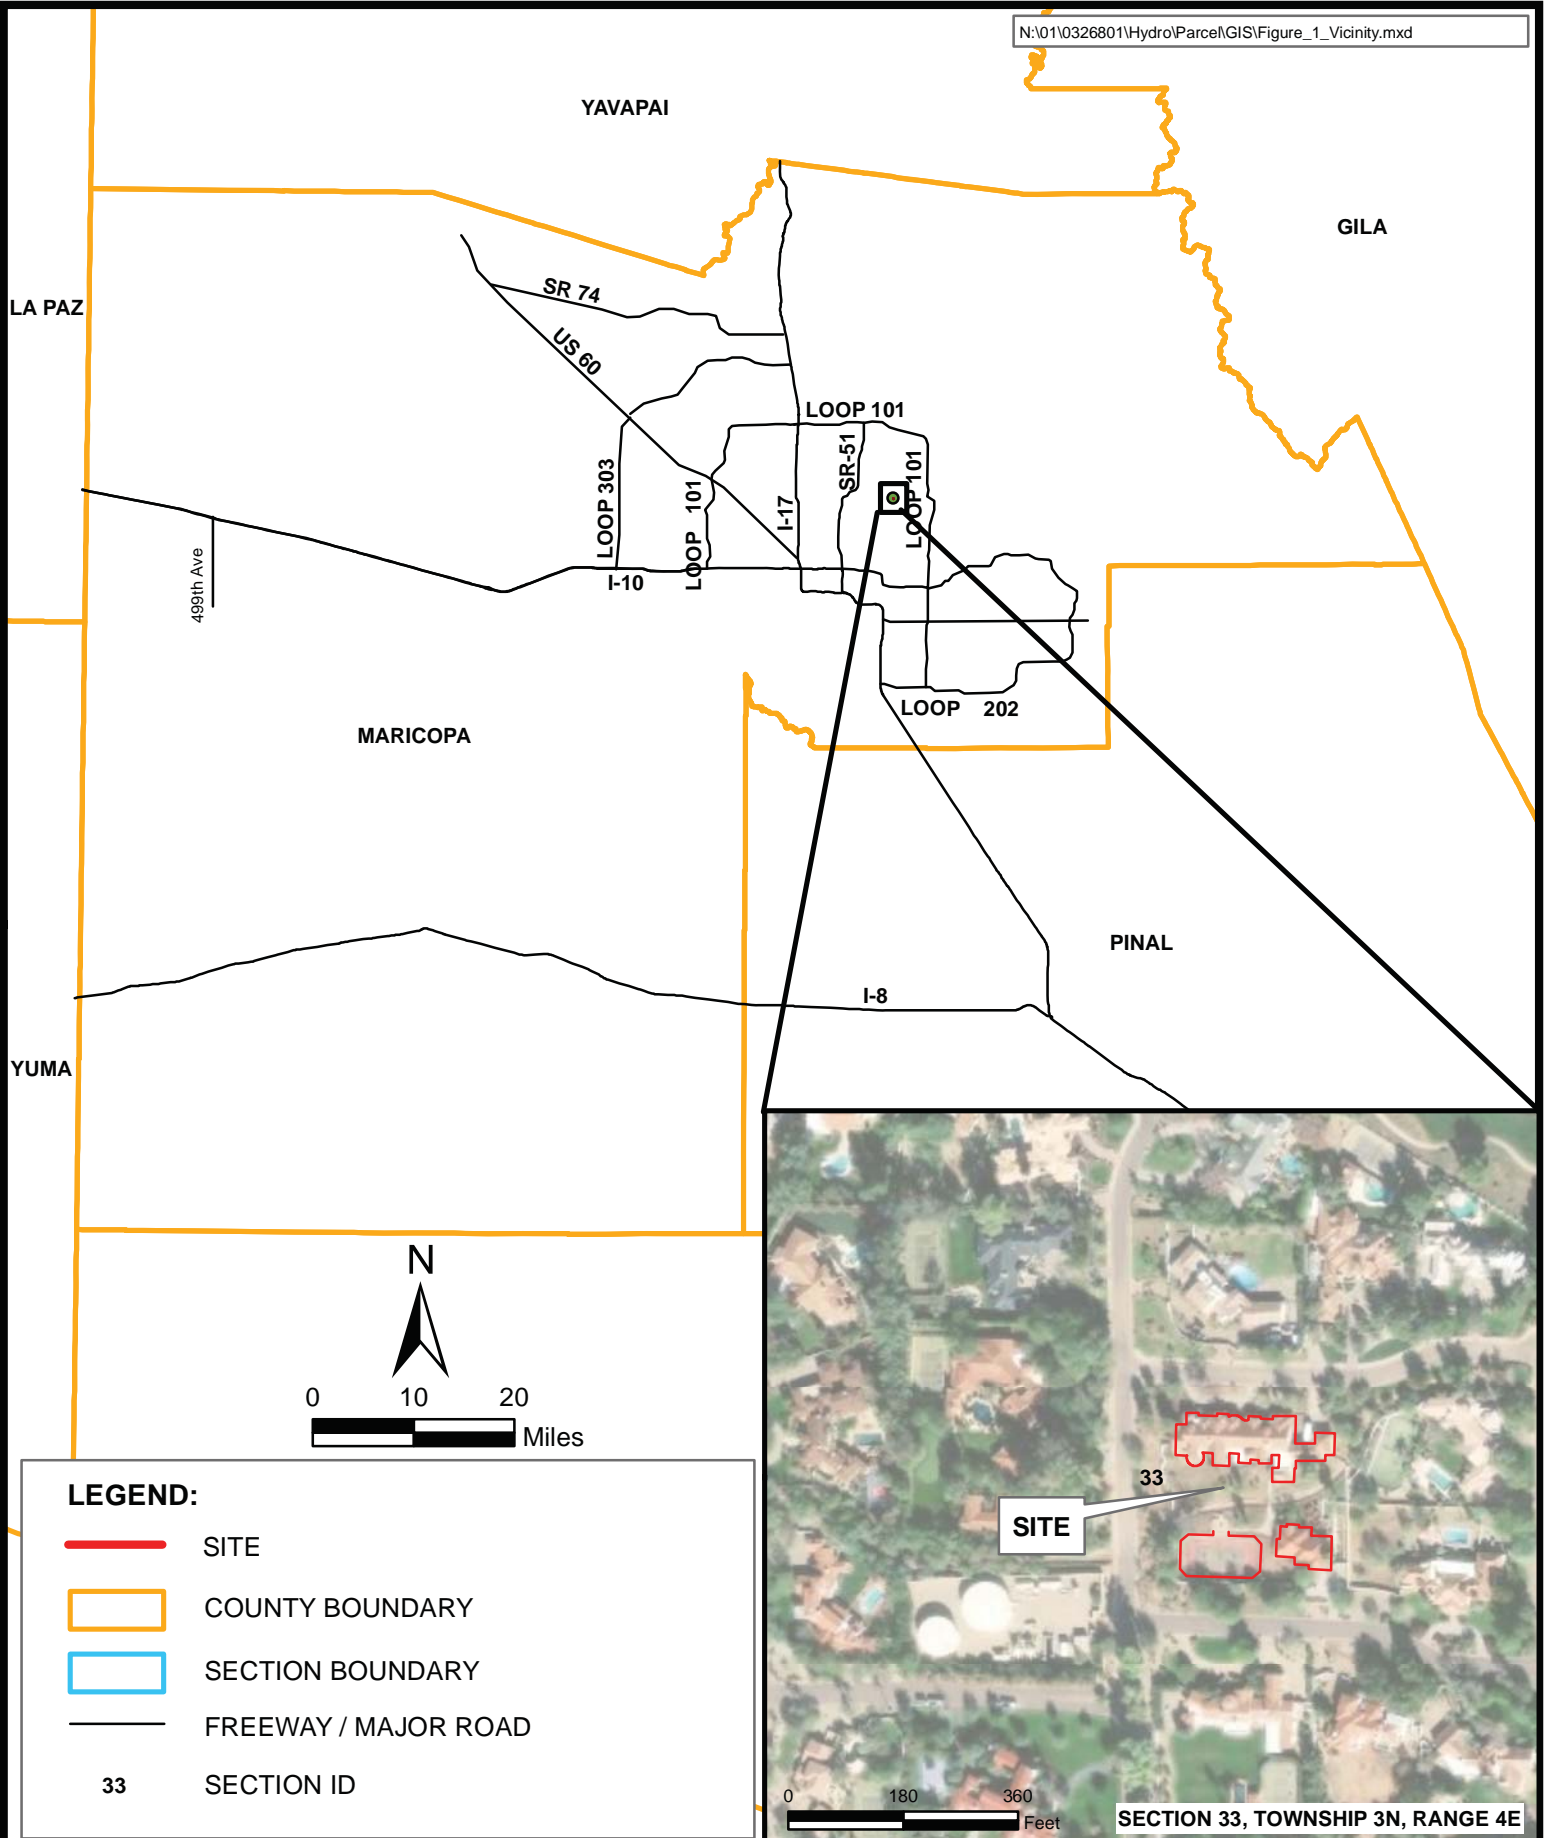 N:\01\0326801\Hydro\Parcel\GIS\Figure_1_Vicinity.mxd
YAVAPAI
GILA
LA PAZ
SR 74
US 60
LOOP 101
SR-51
LOOP 303
LOOP 101
I-17
LOOP 101
499th Ave
I-10
LOOP 202
MARICOPA
PINAL
I-8
YUMA
N
0 10 20
Miles
LEGEND:
SITE
COUNTY BOUNDARY
SECTION BOUNDARY
FREEWAY / MAJOR ROAD
33 SECTION ID
33
SITE
0 180 360
Feet
SECTION 33, TOWNSHIP 3N, RANGE 4E